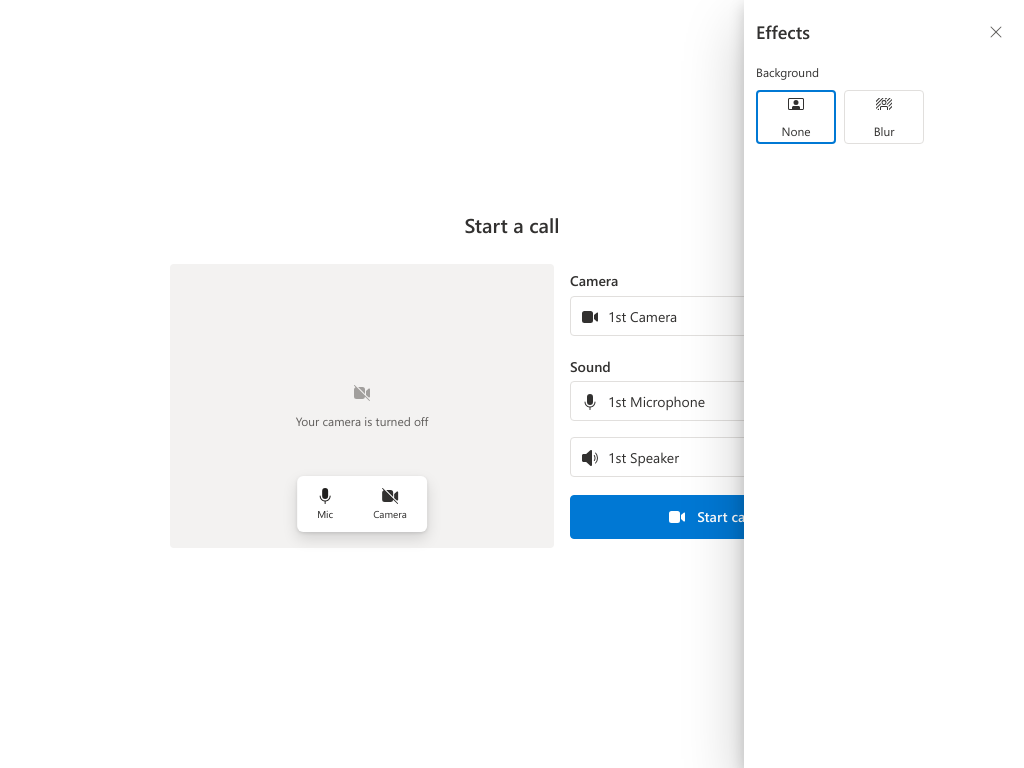 Effects
Background
None
Blur
Start a call
Your camera is turned off
Mic
Camera
Camera
1st Camera
Sound
1st Microphone
1st Speaker
Start ca